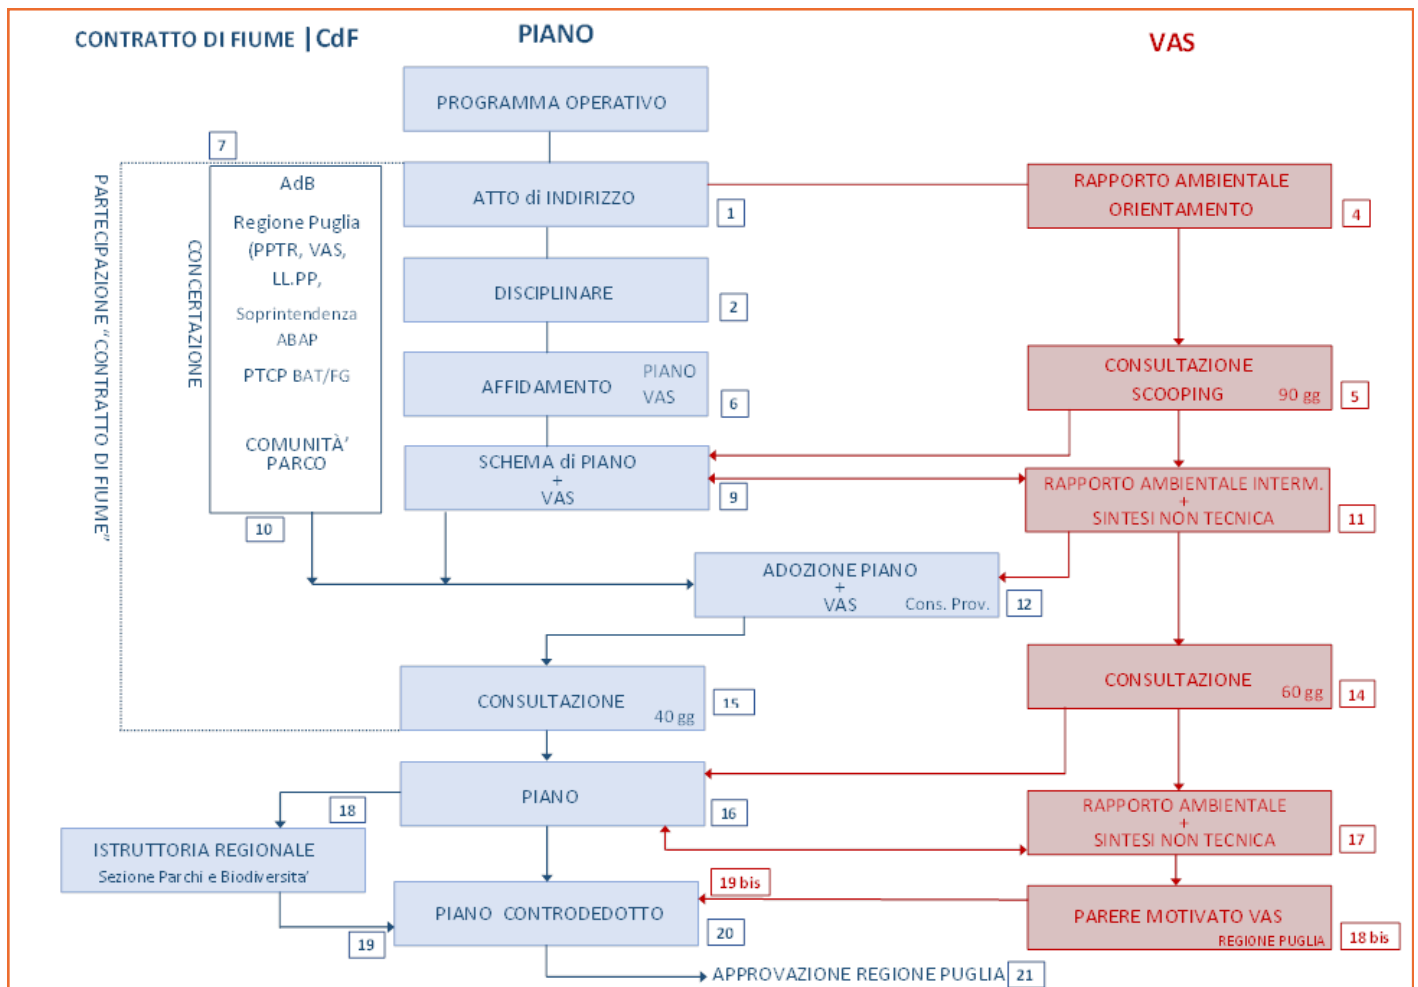 CONTRATTO DI FIUME | CdF
PIANO
VAS
PROGRAMMA OPERATIVO
7
PARTECIPAZIONE "CONTRATTO DI FIUME"
CONCERTAZIONE
AdB
Regione Puglia
(PPTR, VAS,
LL.PP,
Soprintendenza
ABAP
PTCP BAT/FG
COMUNITÀ'
PARCO
10
ATTO di INDIRIZZO
1
RAPPORTO AMBIENTALE
ORIENTAMENTO
4
DISCIPLINARE
2
AFFIDAMENTO
PIANO
VAS
6
CONSULTAZIONE
SCOOPING
90 gg
5
SCHEMA di PIANO
+
VAS
9
RAPPORTO AMBIENTALE INTERM.
+
SINTESI NON TECNICA
11
ADOZIONE PIANO
+
VAS
Cons. Prov.
12
CONSULTAZIONE
40 gg
15
CONSULTAZIONE
60 gg
14
PIANO
16
18
RAPPORTO AMBIENTALE
+
SINTESI NON TECNICA
17
ISTRUTTORIA REGIONALE
Sezione Parchi e Biodiversita'
19
19 bis
PIANO CONTRODEDOTTO
20
PARERE MOTIVATO VAS
REGIONE PUGLIA
18 bis
APPROVAZIONE REGIONE PUGLIA
21